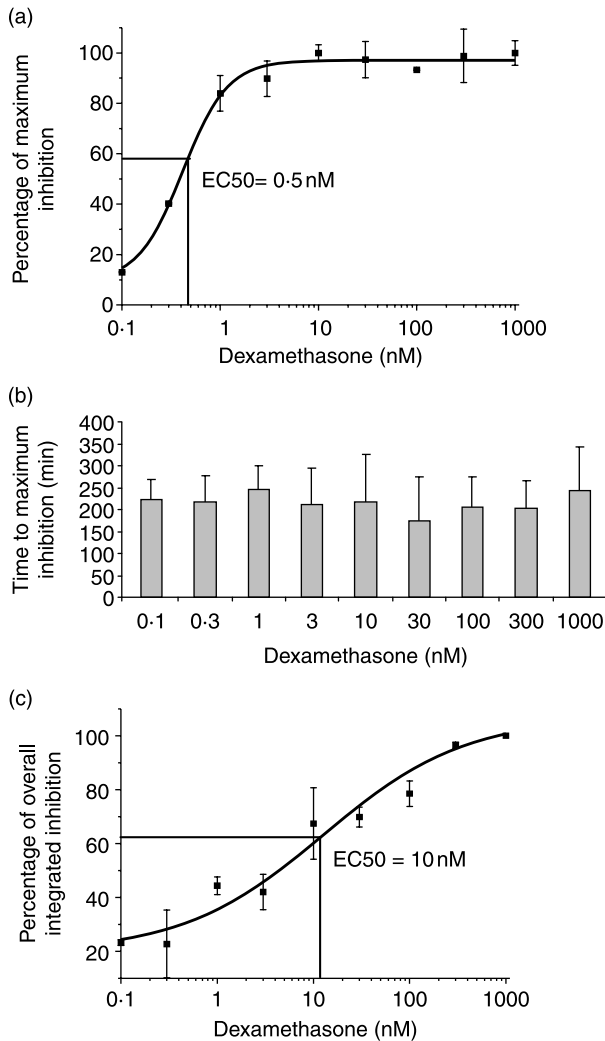 (a)
Percentage of maximum
inhibition
100
80
60
40
20
0
EC50= 0·5 nM
0·1
1
10
100
1000
Dexamethasone (nM)
(b)
Time to maximum
inhibition (min)
400
350
300
250
200
150
100
50
0
0·1
0·3
1
3
10
30
100
300
1000
Dexamethasone (nM)
(c)
Percentage of overall
integrated inhibition
100
80
60
40
20
EC50 = 10 nM
0·1
1
10
100
1000
Dexamethasone (nM)